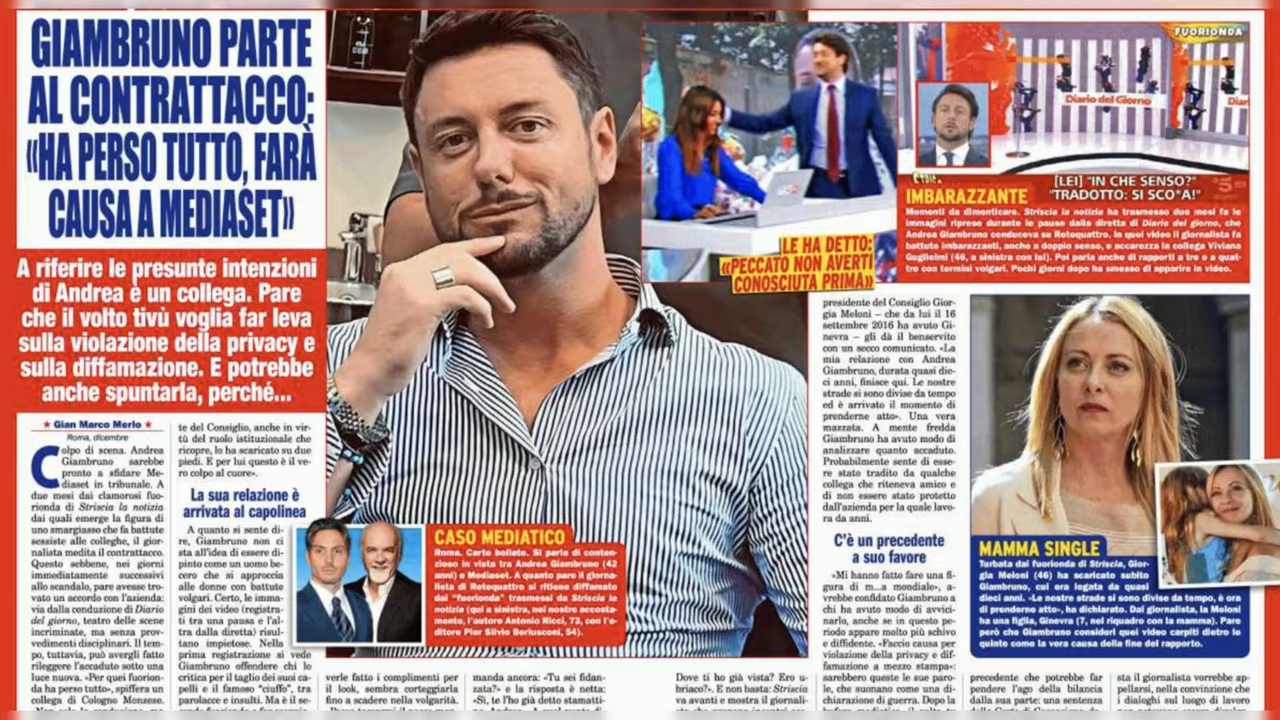 GIAMBRUNO PARTE
AL CONTRATTACCO:
«HA PERSO TUTTO, FARÀ
CAUSA A MEDIASET»
A riferire le presunte intenzioni
di Andrea è un collega. Pare
che il volto tivù voglia far leva
sulla violazione della privacy e
sulla diffamazione. E potrebbe
anche spuntarla, perché...
★ Gian Marco Merlo ★
Roma, dicembre
Colpo di scena. Andrea
Giambruno sarebbe
pronto a sfidare Me-
diaset in tribunale. A
due mesi dai clamorosi fuo-
rionda di Striscia la notizia
dai quali emerge la figura di
uno smargiasso che fa battute
sessiste alle colleghe, il gior-
nalista medita il contrattacco.
Questo sebbene, nei giorni
immediatamente successivi
allo scandalo, pare avesse tro-
vato un accordo con l'azienda:
via dalla conduzione di Diario
del giorno, teatro delle scene
incriminate, ma senza prov-
vedimenti disciplinari. Il tem-
po, tuttavia, può avergli fatto
rileggere l'accaduto sotto una
luce nuova. «Per quei fuorion-
da ha perso tutto», spiffera un
collega di Cologno Monzese.
te del Consiglio, anche in vir-
tù del ruolo istituzionale che
ricopre, lo ha scaricato su due
piedi. E per lui questo è il ve-
ro colpo al cuore».
La sua relazione è
arrivata al capolinea
A quanto si sente di-
re, Giambruno non ci
sta all'idea di essere di-
pinto come un uomo be-
cero che si approccia
alle donne con battute
volgari. Certo, le imma-
gini dei video (registra-
ti tra una pausa e l'al-
tra dalla diretta) risul-
tano impietose. Nella
prima registrazione si vede
Giambruno offendere chi lo
critica per il taglio dei suoi ca-
pelli e il famoso "ciuffo", tra
parolacce e insulti. Ma è il se-
CASO MEDIATICO
Roma. Carte bollate. Si parla di conten-
zioso in vista tra Andrea Giambruno (42
anni) e Mediaset. A quanto pare il giorna-
lista di Retequattro si ritiene diffamato
dai "fuorionda" trasmessi da Striscia la
notizia (qui a sinistra, nel nostro accosta-
mento, l'autore Antonio Ricci, 73, con l'e-
ditore Pier Silvio Berlusconi, 54).
verle fatto i complimenti per
il look, sembra corteggiarla
fino a scadere nella volgarità.
manda ancora: «Tu sei fidan-
zata?» e la risposta è netta:
«Sì, te l'ho già detto stamatti-
LE HA DETTO:
«PECCATO NON AVERTI
CONOSCIUTA PRIMA»
FUORIONDA
Diario del Giorno
Diar
[LEI] "IN CHE SENSO?"
"TRADOTTO: SI SCO*A!"
5
IMBARAZZANTE
Momenti da dimenticare. Striscia la notizia ha trasmesso due mesi fa le
immagini riprese durante le pause dalla diretta di Diario del giorno, che
Andrea Giambruno conduceva su Retequattro. In quei video il giornalista fa
battute imbarazzanti, anche a doppio senso, e accarezza la collega Viviana
Guglielmi (46, a sinistra con lui). Poi parla anche di rapporti a tre o a quat-
tro con termini volgari. Pochi giorni dopo ha smesso di apparire in video.
presidente del Consiglio Gior-
gia Meloni – che da lui il 16
settembre 2016 ha avuto Gi-
nevra – gli dà il benservito
con un secco comunicato. «La
mia relazione con Andrea
Giambruno, durata quasi die-
ci anni, finisce qui. Le nostre
strade si sono divise da tempo
ed è arrivato il momento di
prenderne atto». Una vera
mazzata. A mente fredda
Giambruno ha avuto modo di
analizzare quanto accaduto.
Probabilmente sente di esse-
re stato tradito da qualche
collega che riteneva amico e
di non essere stato protetto
dall'azienda per la quale lavo-
ra da anni.
C'è un precedente
a suo favore
«Mi hanno fatto fare una fi-
gura di m...a mondiale», a-
vrebbe confidato Giambruno a
chi ha avuto modo di avvici-
narlo, anche se in questo pe-
riodo appare molto più schivo
e diffidente. «Faccio causa per
violazione della privacy e dif-
famazione a mezzo stampa»:
sarebbero queste le sue paro-
le, che suonano come una di-
chiarazione di guerra. Dopo la
MAMMA SINGLE
Turbata dai fuorionda di Striscia, Gior-
gia Meloni (46) ha scaricato subito
Giambruno, cui era legata da quasi
dieci anni. «Le nostre strade si sono divise da tempo, è ora
di prenderne atto», ha dichiarato. Dal giornalista, la Meloni
ha una figlia, Ginevra (7, nel riquadro con la mamma). Pare
però che Giambruno consideri quei video carpiti dietro le
quinte come la vera causa della fine del rapporto.
Dove ti ho già vista? Ero u-
briaco?». E non basta: Striscia
va avanti e mostra il giornali-
precedente che potrebbe far
pendere l'ago della bilancia
dalla sua parte: una sentenza
sta il giornalista vorrebbe ap-
pellarsi, nella convinzione che
i dialoghi sul luogo di lavoro